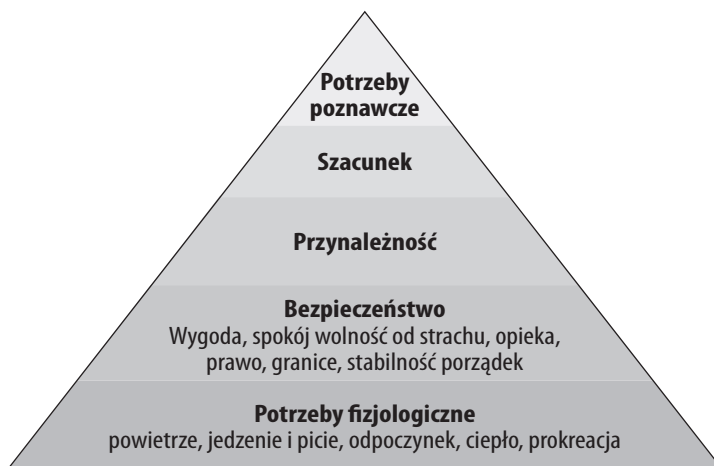 Potrzeby
poznawcze
Szacunek
Przynależność
Bezpieczeństwo
Wygoda, spokój wolność od strachu, opieka,
prawo, granice, stabilność porządek
Potrzeby fizjologiczne
powietrze, jedzenie i picie, odpoczynek, ciepło, prokreacja